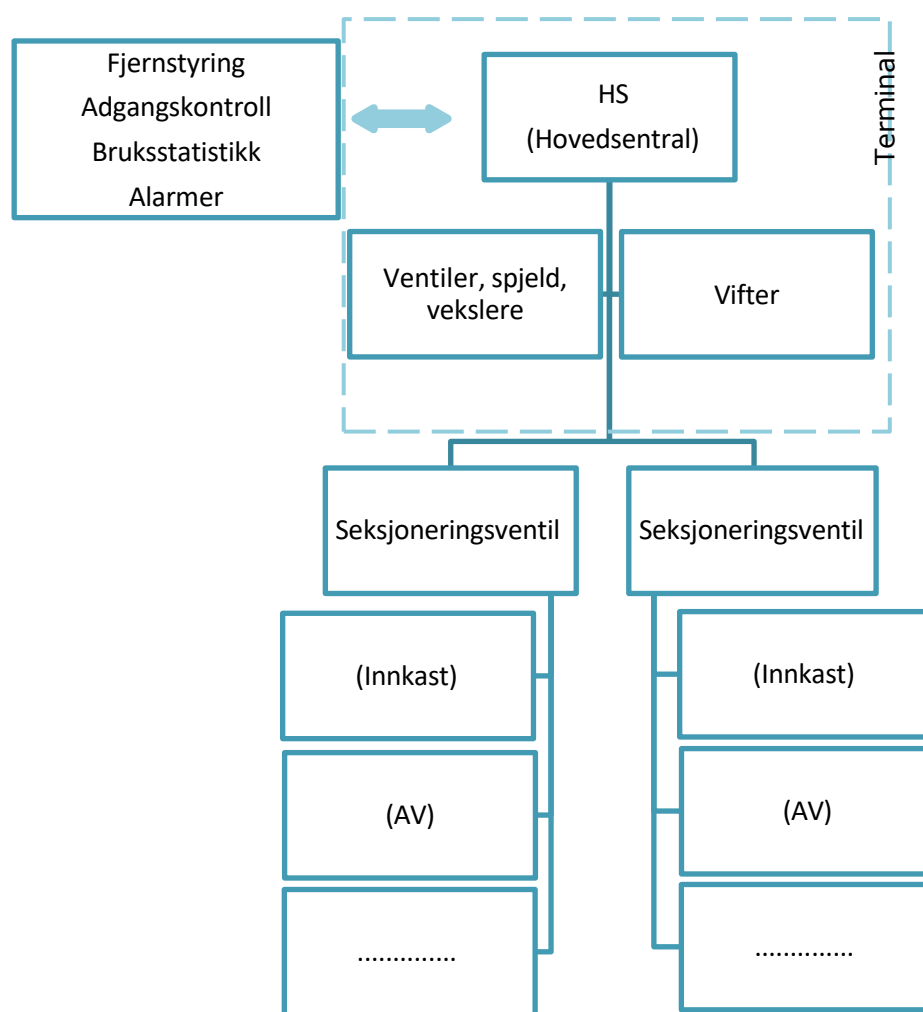 Fjernstyring
Adgangskontroll
Bruksstatistikk
Alarmer
HS
(Hovedsentral)
Terminal
Ventiler, spjeld,
vekslere
Vifter
Seksjoneringsventil
Seksjoneringsventil
(Innkast)
(Innkast)
(AV)
(AV)
..............
..............